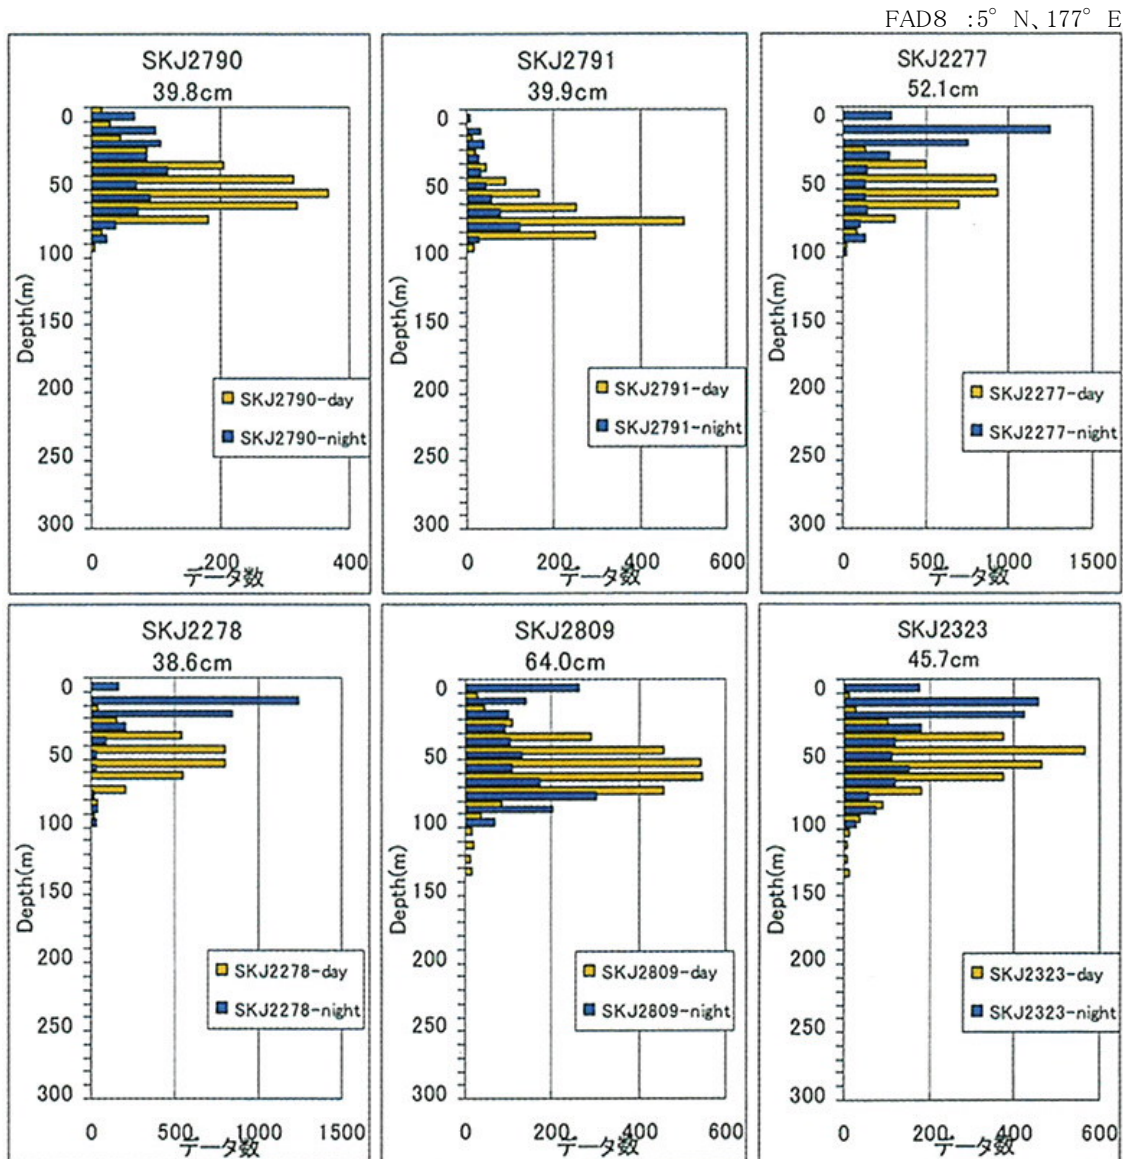 FAD8 :5° N、177° E
SKJ2790
39.8cm
0
50
100
150
200
250
300
Depth(m)
SKJ2790-day
SKJ2790-night
0 200 400
データ数
SKJ2791
39.9cm
0
50
100
150
200
250
300
Depth(m)
SKJ2791-day
SKJ2791-night
0 200 400 600
データ数
SKJ2277
52.1cm
0
50
100
150
200
250
300
Depth(m)
SKJ2277-day
SKJ2277-night
0 500 1000 1500
データ数
SKJ2278
38.6cm
0
50
100
150
200
250
300
Depth(m)
SKJ2278-day
SKJ2278-night
0 500 1000 1500
データ数
SKJ2809
64.0cm
0
50
100
150
200
250
300
Depth(m)
SKJ2809-day
SKJ2809-night
0 200 400 600
データ数
SKJ2323
45.7cm
0
50
100
150
200
250
300
Depth(m)
SKJ2323-day
SKJ2323-night
0 200 400 600
データ数